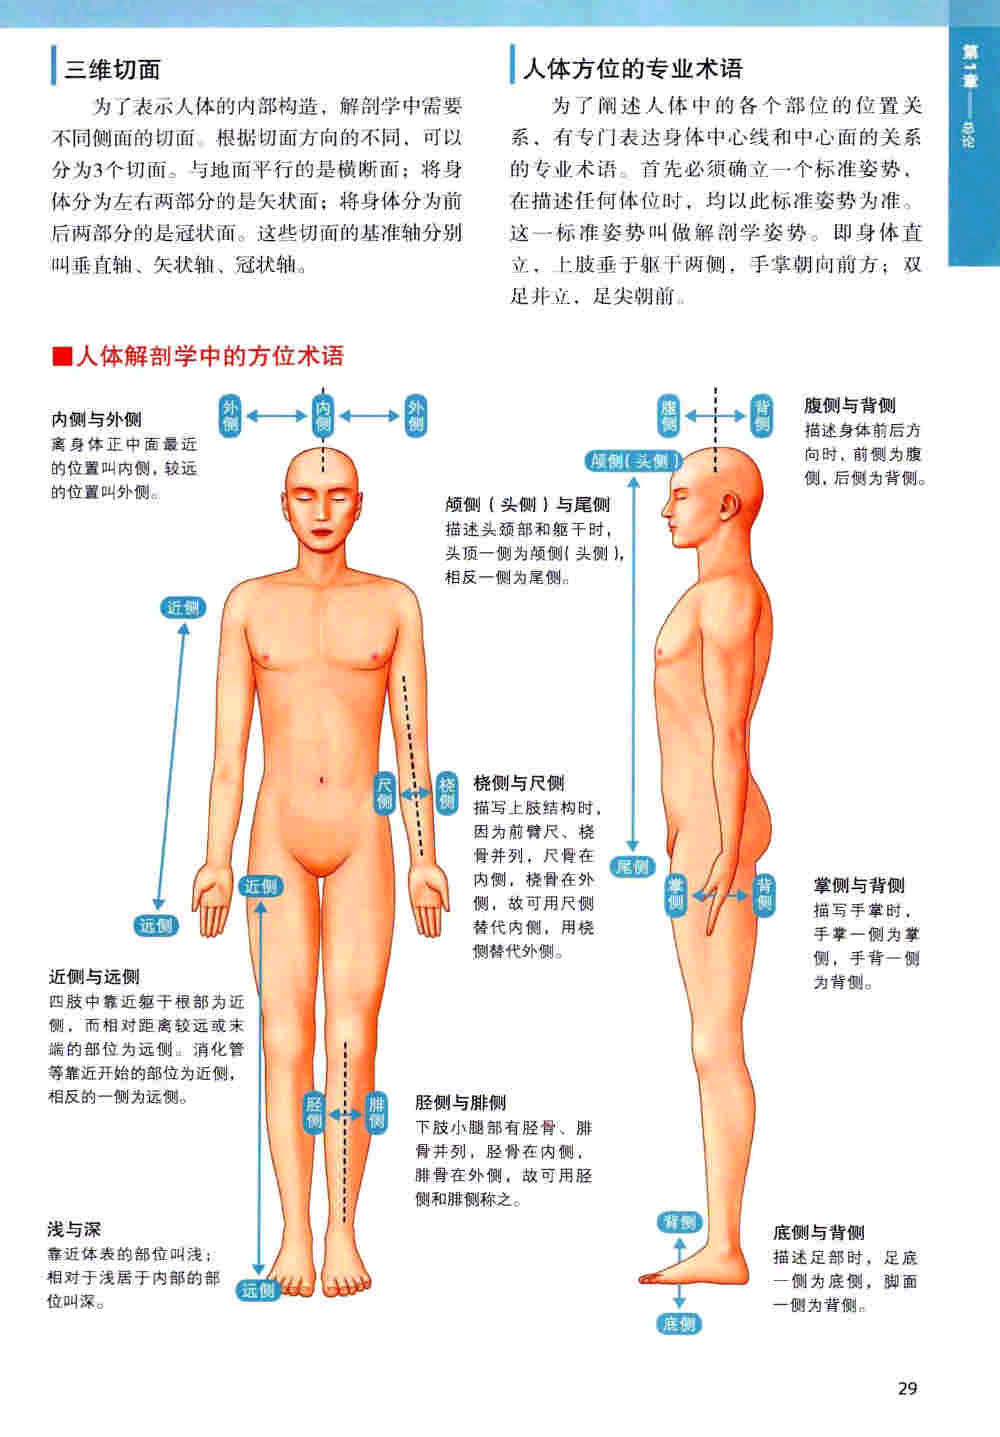 第1章——总论
三维切面
为了表示人体的内部构造，解剖学中需要
不同侧面的切面。根据切面方向的不同，可以
分为3个切面。与地面平行的是横断面；将身
体分为左右两部分的是矢状面；将身体分为前
后两部分的是冠状面。这些切面的基准轴分别
叫垂直轴、矢状轴、冠状轴。
人体方位的专业术语
为了阐述人体中的各个部位的位置关
系，有专门表达身体中心线和中心面的关系
的专业术语。首先必须确立一个标准姿势，
在描述任何体位时，均以此标准姿势为准。
这一标准姿势叫做解剖学姿势。即身体直
立，上肢垂于躯干两侧，手掌朝向前方；双
足并立，足尖朝前。
■人体解剖学中的方位术语
内侧与外侧
离身体正中面最近
的位置叫内侧，较远
的位置叫外侧。
外侧
内侧
外侧
颅侧（头侧）与尾侧
描述头颈部和躯干时，
头顶一侧为颅侧（头侧），
相反一侧为尾侧。
腹侧
背侧
颅侧（头侧）
腹侧与背侧
描述身体前后方
向时，前侧为腹
侧，后侧为背侧。
近侧
远侧
尺侧
桡侧
桡侧与尺侧
描写上肢结构时，
因为前臂尺、桡
骨并列，尺骨在
内侧，桡骨在外
侧，故可用尺侧
替代内侧，用桡
侧替代外侧。
尾侧
掌侧
背侧
掌侧与背侧
描写手掌时，
手掌一侧为掌
侧，手背一侧
为背侧。
近侧
近侧与远侧
四肢中靠近躯干根部为近
侧，而相对距离较远或末
端的部位为远侧。消化管
等靠近开始的部位为近侧，
相反的一侧为远侧。
胫侧
腓侧
胫侧与腓侧
下肢小腿部有胫骨、腓
骨并列，胫骨在内侧，
腓骨在外侧，故可用胫
侧和腓侧称之。
浅与深
靠近体表的部位叫浅；
相对于浅居于内部的部
位叫深。
远侧
背侧
底侧
底侧与背侧
描述足部时，足底
一侧为底侧，脚面
一侧为背侧。
29